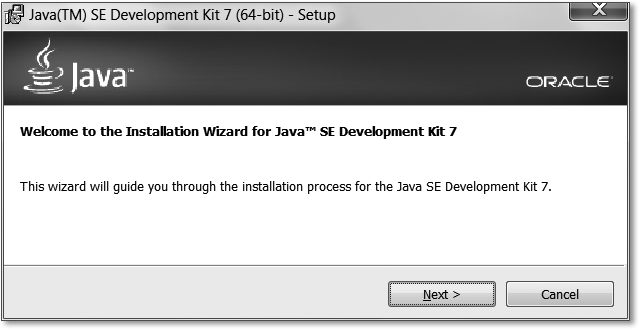 Java(TM) SE Development Kit 7 (64-bit) - Setup
X
Java™
ORACLE
Welcome to the Installation Wizard for Java™ SE Development Kit 7
This wizard will guide you through the installation process for the Java SE Development Kit 7.
Next >
Cancel